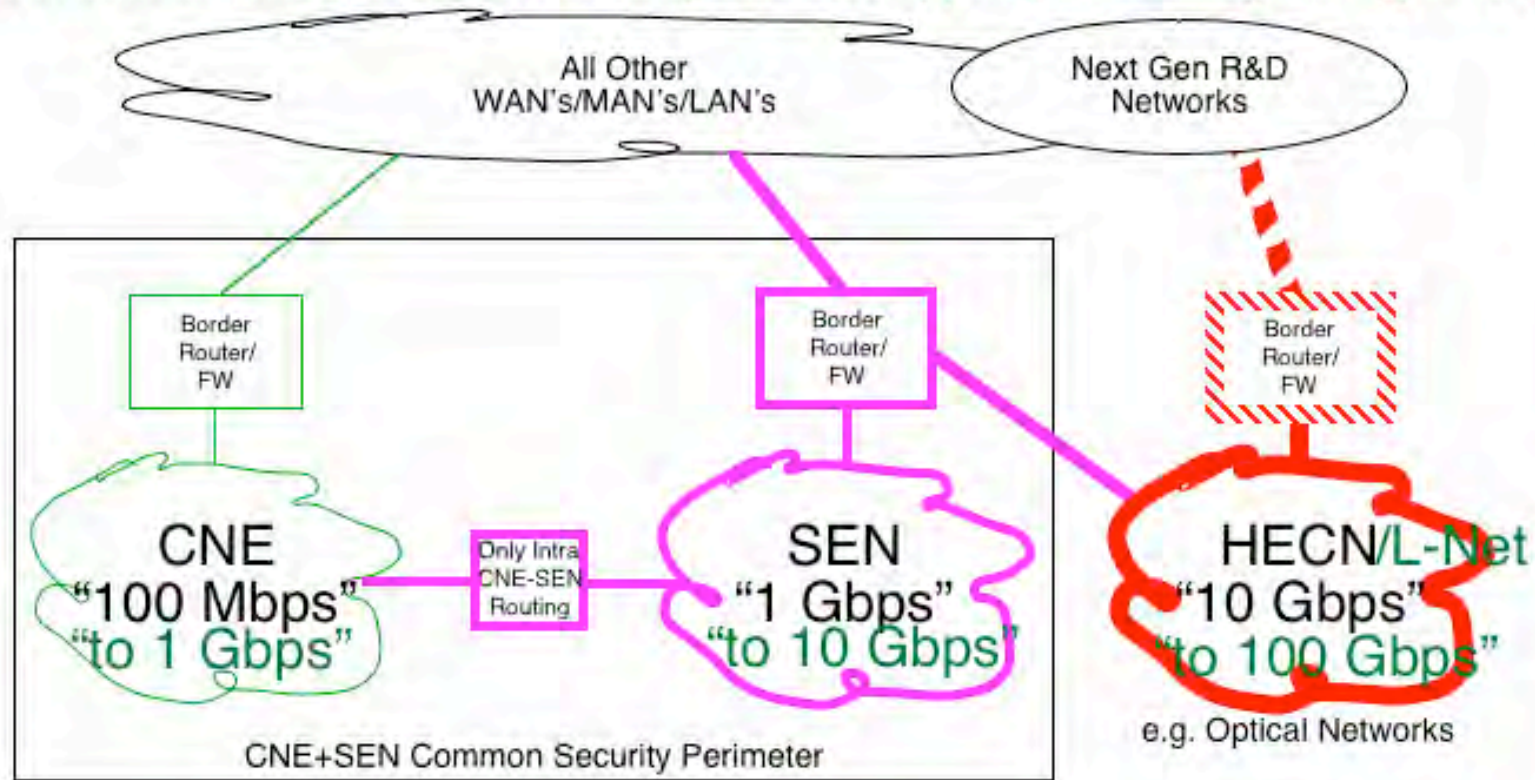 All Other
WAN's/MAN's/LAN's
Next Gen R&D
Networks
Border
Router/
FW
Border
Router/
FW
Border
Router/
FW
CNE
“100 Mbps”
“to 1 Gbps”
Only Intra
CNE-SEN
Routing
SEN
“1 Gbps”
“to 10 Gbps”
HECN/L-Net
“10 Gbps”
“to 100 Gbps”
e.g. Optical Networks
CNE+SEN Common Security Perimeter